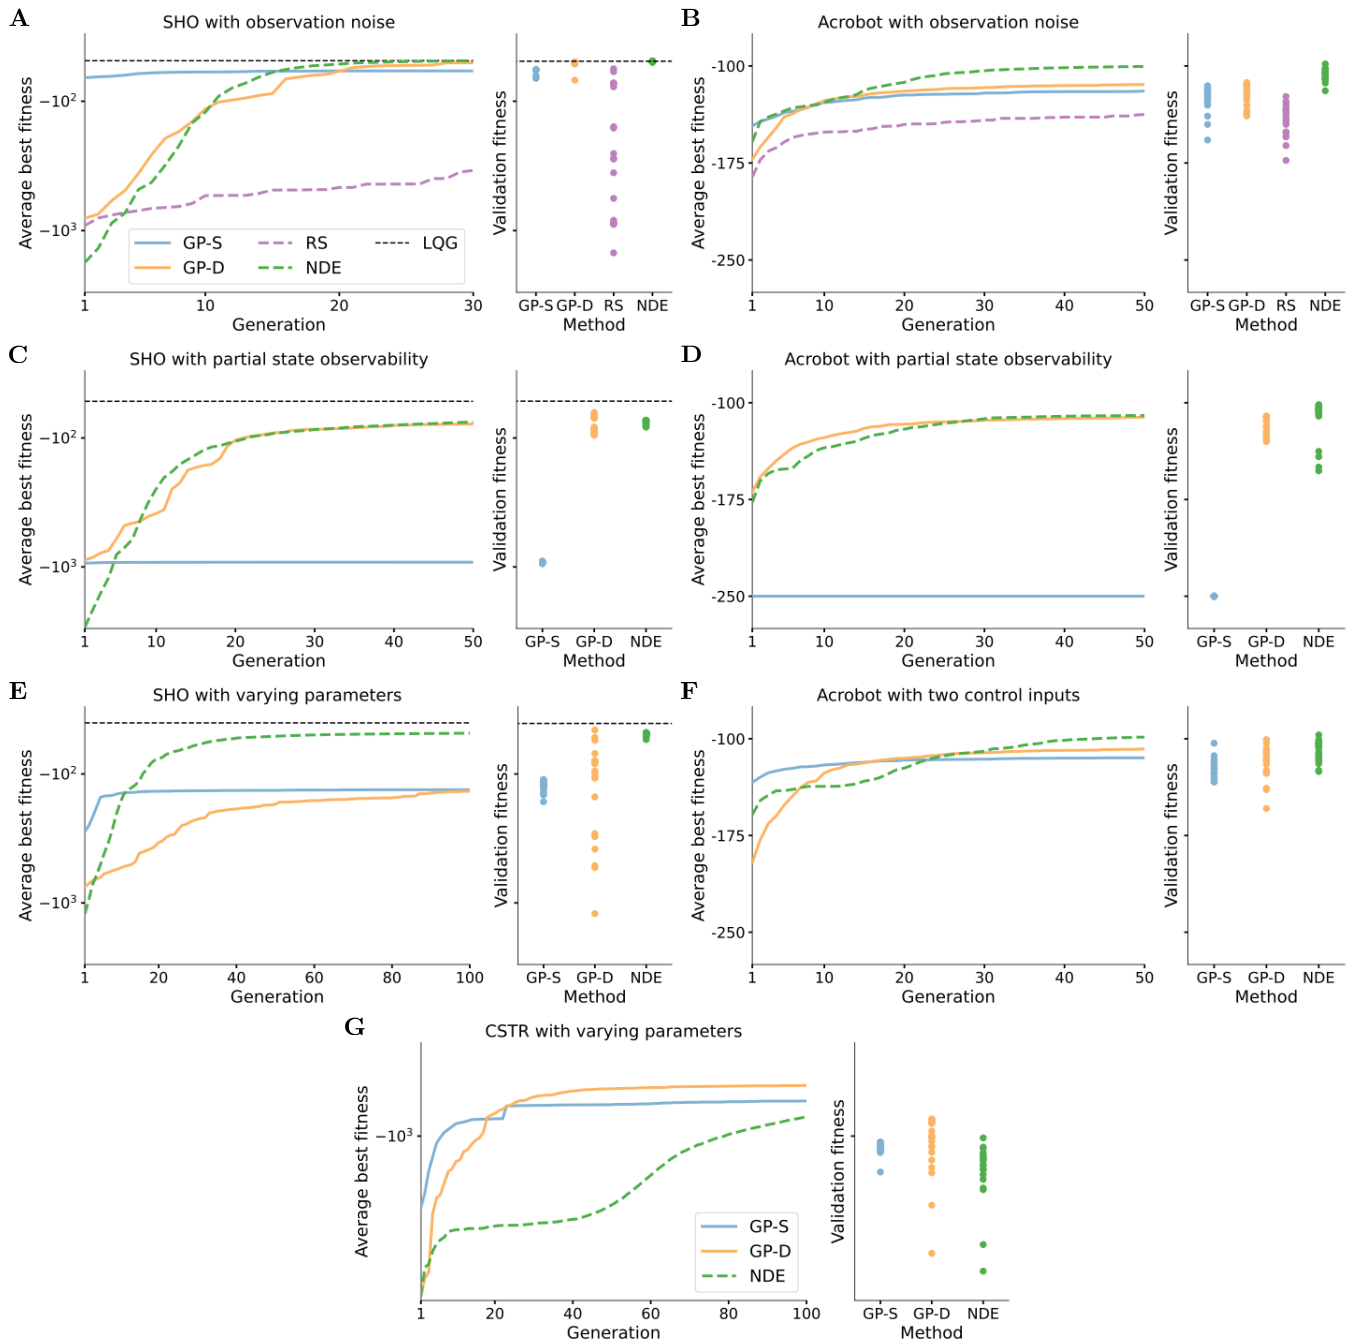 A
SHO with observation noise
Average best fitness
−10²
−10³
GP-S
GP-D
RS
NDE
LQG
1
10
20
30
Generation
Validation fitness
GP-S GP-D RS NDE
Method
B
Acrobot with observation noise
Average best fitness
-100
-175
-250
1
10
20
30
40
50
Generation
Validation fitness
GP-S GP-D RS NDE
Method
C
SHO with partial state observability
Average best fitness
−10²
−10³
1
10
20
30
40
50
Generation
Validation fitness
GP-S GP-D NDE
Method
D
Acrobot with partial state observability
Average best fitness
-100
-175
-250
1
10
20
30
40
50
Generation
Validation fitness
GP-S GP-D NDE
Method
E
SHO with varying parameters
Average best fitness
−10²
−10³
1
20
40
60
80
100
Generation
Validation fitness
GP-S GP-D NDE
Method
F
Acrobot with two control inputs
Average best fitness
-100
-175
-250
1
10
20
30
40
50
Generation
Validation fitness
GP-S GP-D NDE
Method
G
CSTR with varying parameters
Average best fitness
−10³
GP-S
GP-D
NDE
1
20
40
60
80
100
Generation
Validation fitness
GP-S GP-D NDE
Method